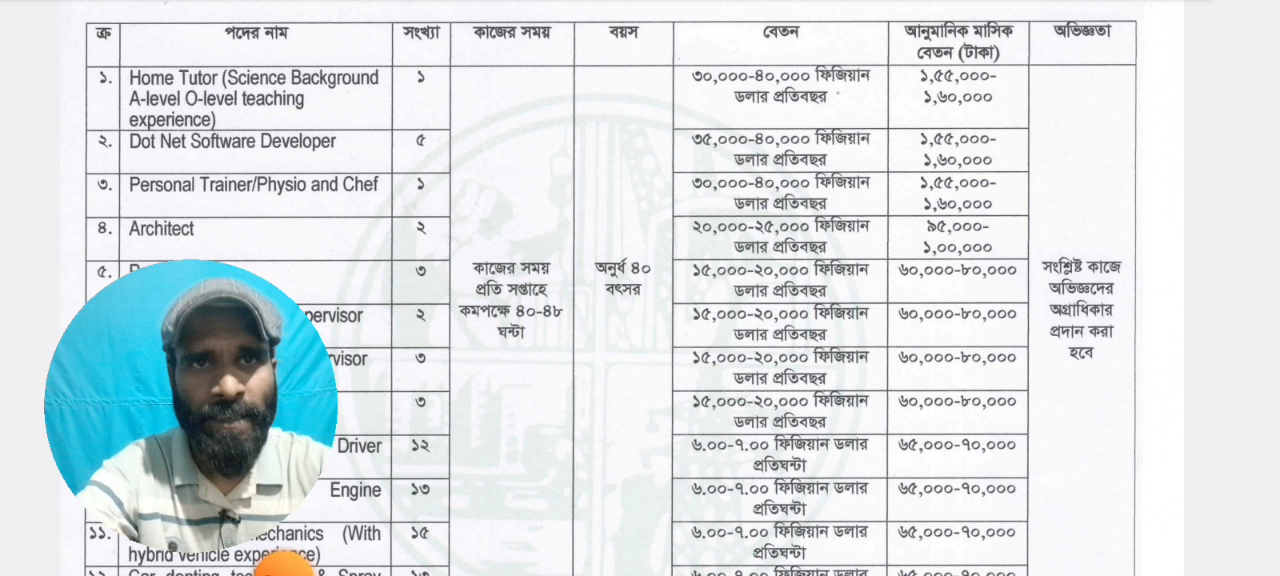 ক্র পদের নাম সংখ্যা কাজের সময় বয়স বেতন আনুমানিক মাসিক অভিজ্ঞতা
বেতন (টাকা)
১. Home Tutor (Science Background ১ ৩০,০০০-৪০,০০০ ফিজিয়ান ১,৫৫,০০০-
A-level O-level teaching ডলার প্রতিবছর ১,৬০,০০০
experience)
২. Dot Net Software Developer ৫ ৩৫,০০০-৪০,০০০ ফিজিয়ান ১,৫৫,০০০-
ডলার প্রতিবছর ১,৬০,০০০
৩. Personal Trainer/Physio and Chef ১ ৩০,০০০-৪০,০০০ ফিজিয়ান ১,৫৫,০০০-
ডলার প্রতিবছর ১,৬০,০০০
৪. Architect ২ ২০,০০০-২৫,০০০ ফিজিয়ান ৯৫,০০০-
ডলার প্রতিবছর ১,০০,০০০
৫. ৩ কাজের সময় অনুর্ধ ৪০ ১৫,০০০-২০,০০০ ফিজিয়ান ৬০,০০০-৮০,০০০ সংশ্লিষ্ট কাজে
প্রতি সপ্তাহে বৎসর ডলার প্রতিবছর অভিজ্ঞদের
২ কমপক্ষে ৪০-৪৮ ১৫,০০০-২০,০০০ ফিজিয়ান ৬০,০০০-৮০,০০০ অগ্রাধিকার
ঘন্টা ডলার প্রতিবছর প্রদান করা
৩ ১৫,০০০-২০,০০০ ফিজিয়ান ৬০,০০০-৮০,০০০ হবে
ডলার প্রতিবছর
৩ ১৫,০০০-২০,০০০ ফিজিয়ান ৬০,০০০-৮০,০০০
ডলার প্রতিবছর
Driver ১২ ৬.০০-৭.০০ ফিজিয়ান ডলার ৬৫,০০০-৭০,০০০
প্রতিঘন্টা
Engine ১৩ ৬.০০-৭.০০ ফিজিয়ান ডলার ৬৫,০০০-৭০,০০০
প্রতিঘন্টা
১১. (With ১৫ ৬.০০-৭.০০ ফিজিয়ান ডলার ৬৫,০০০-৭০,০০০
hybrid vehicle প্রতিঘন্টা